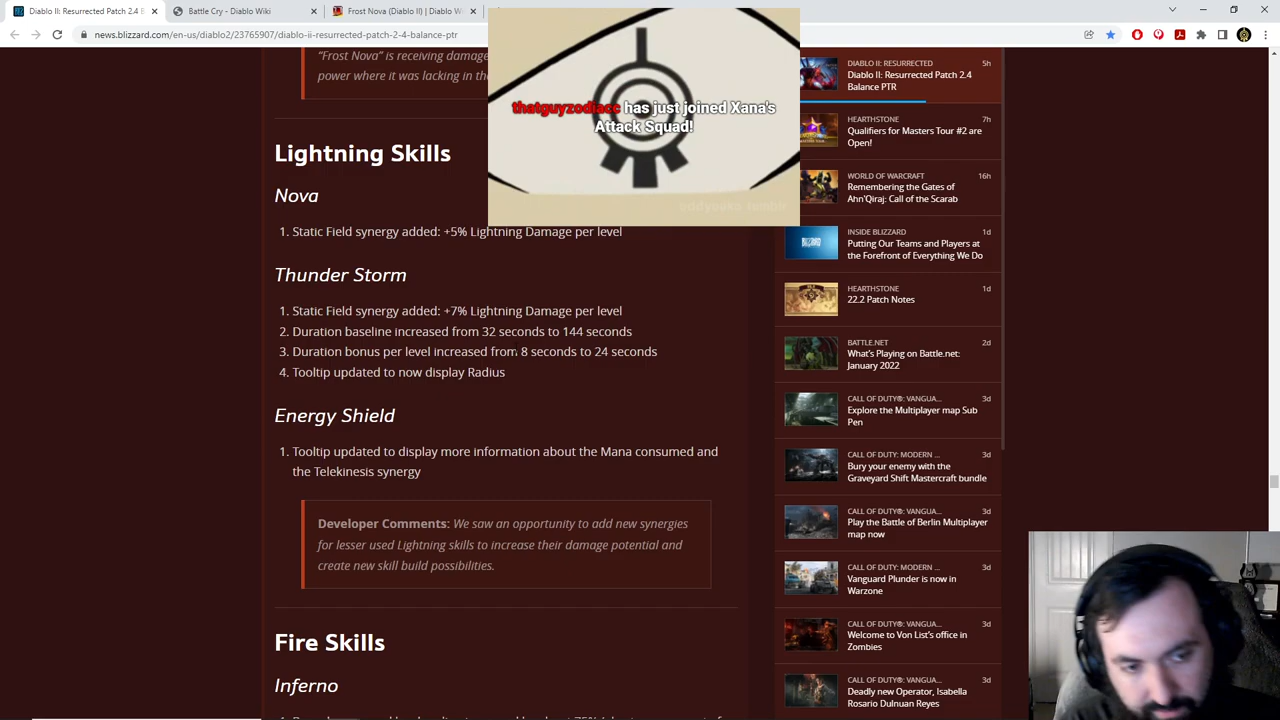 Diablo II: Resurrected Patch 2.4 B
Battle Cry - Diablo Wiki
news.blizzard.com/en-us/diablo2/23765907/diablo-ii-resurrected-patch-2-4-balance-ptr
"Frost Nova" is receiving damage
power where it was lacking in the
thatguyzodiacc has just joined Xana's
Attack Squad!
Lightning Skills
Nova
1. Static Field synergy added: +5% Lightning Damage per level
Thunder Storm
1. Static Field synergy added: +7% Lightning Damage per level
2. Duration baseline increased from 32 seconds to 144 seconds
3. Duration bonus per level increased from 8 seconds to 24 seconds
4. Tooltip updated to now display Radius
Energy Shield
1. Tooltip updated to display more information about the Mana consumed and
the Telekinesis synergy
Developer Comments: We saw an opportunity to add new synergies
for lesser used Lightning skills to increase their damage potential and
create new skill build possibilities.
Fire Skills
Inferno
DIABLO II: RESURRECTED 5h
Diablo II: Resurrected Patch 2.4
Balance PTR
HEARTHSTONE 7h
Qualifiers for Masters Tour #2 are
Open!
WORLD OF WARCRAFT 16h
Remembering the Gates of
Ahn'Qiraj: Call of the Scarab
INSIDE BLIZZARD 1d
Putting Our Teams and Players at
the Forefront of Everything We Do
HEARTHSTONE 1d
22.2 Patch Notes
BATTLE.NET 2d
What's Playing on Battle.net:
January 2022
CALL OF DUTY®: VANGUA... 3d
Explore the Multiplayer map Sub
Pen
CALL OF DUTY: MODERN ... 3d
Bury your enemy with the
Graveyard Shift Mastercraft bundle
CALL OF DUTY®: VANGUA... 3d
Play the Battle of Berlin Multiplayer
map now
CALL OF DUTY: MODERN ... 3d
Vanguard Plunder is now in
Warzone
CALL OF DUTY®: VANGUA... 3d
Welcome to Von List's office in
Zombies
CALL OF DUTY®: VANGUA... 3d
Deadly new Operator, Isabella
Rosario Dulnuan Reyes